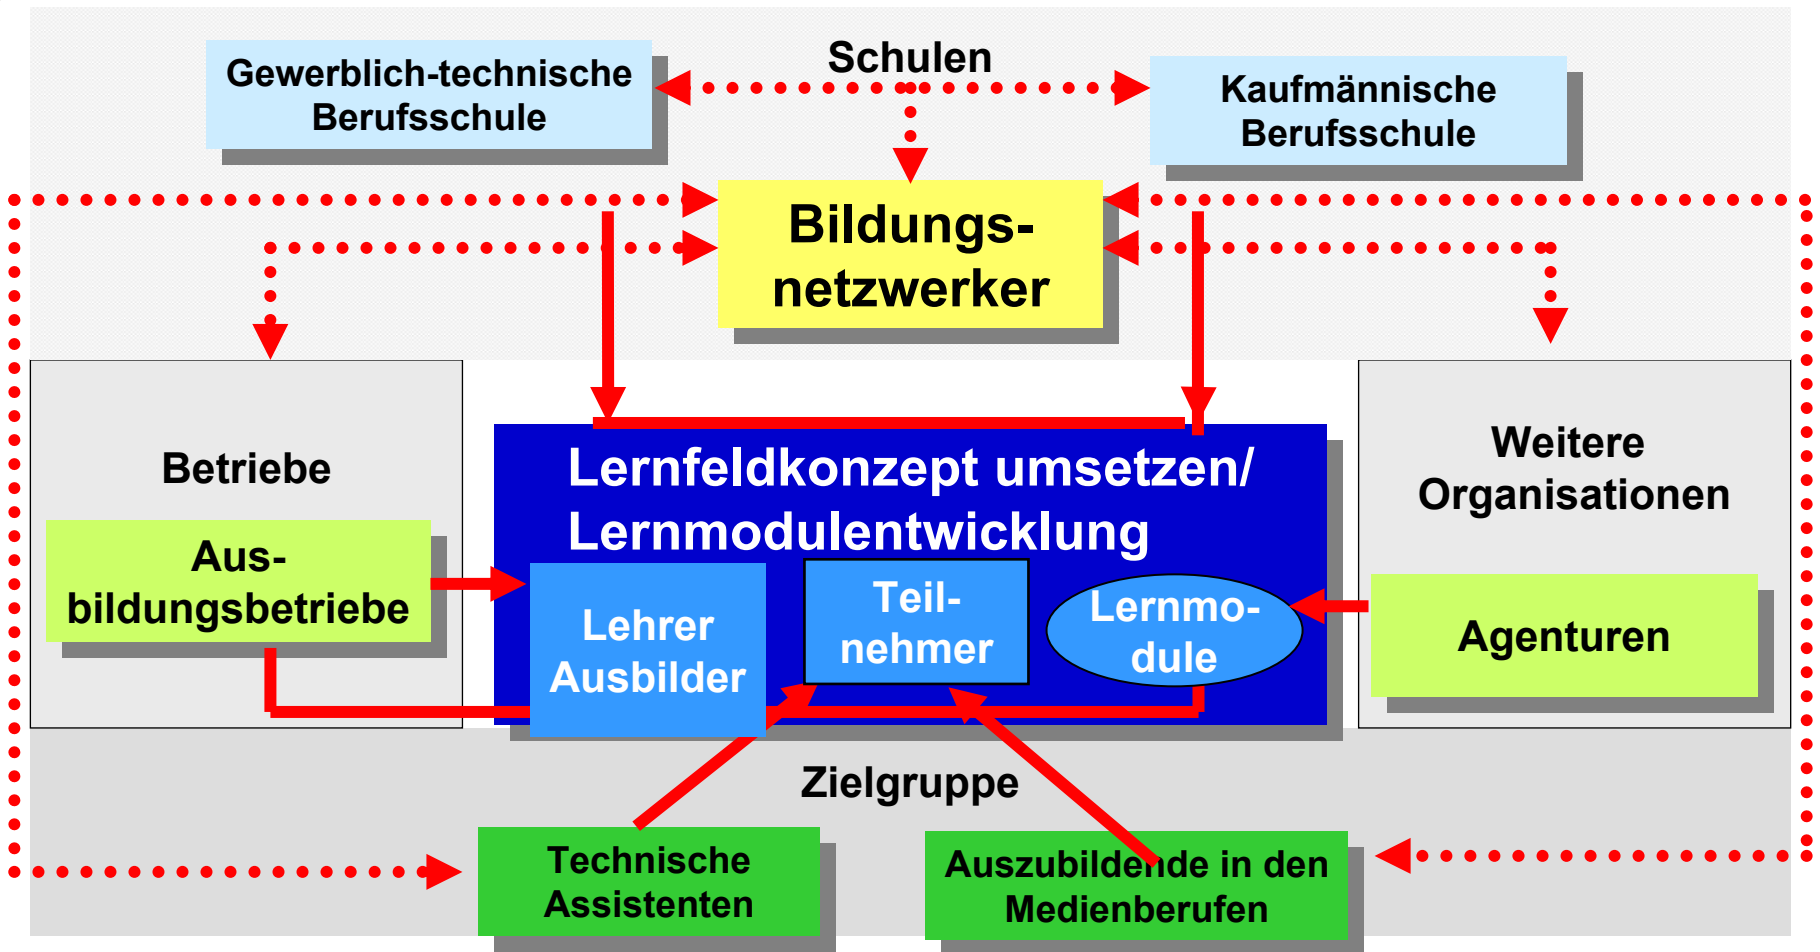 Schulen
Gewerblich-technische
Berufsschule
Kaufmännische
Berufsschule
Bildungs-
netzwerker
Betriebe
Aus-
bildungsbetriebe
Lernfeldkonzept umsetzen/
Lernmodulentwicklung
Lehrer
Ausbilder
Teil-
nehmer
Lernmo-
dule
Weitere
Organisationen
Agenturen
Zielgruppe
Technische
Assistenten
Auszubildende in den
Medienberufen